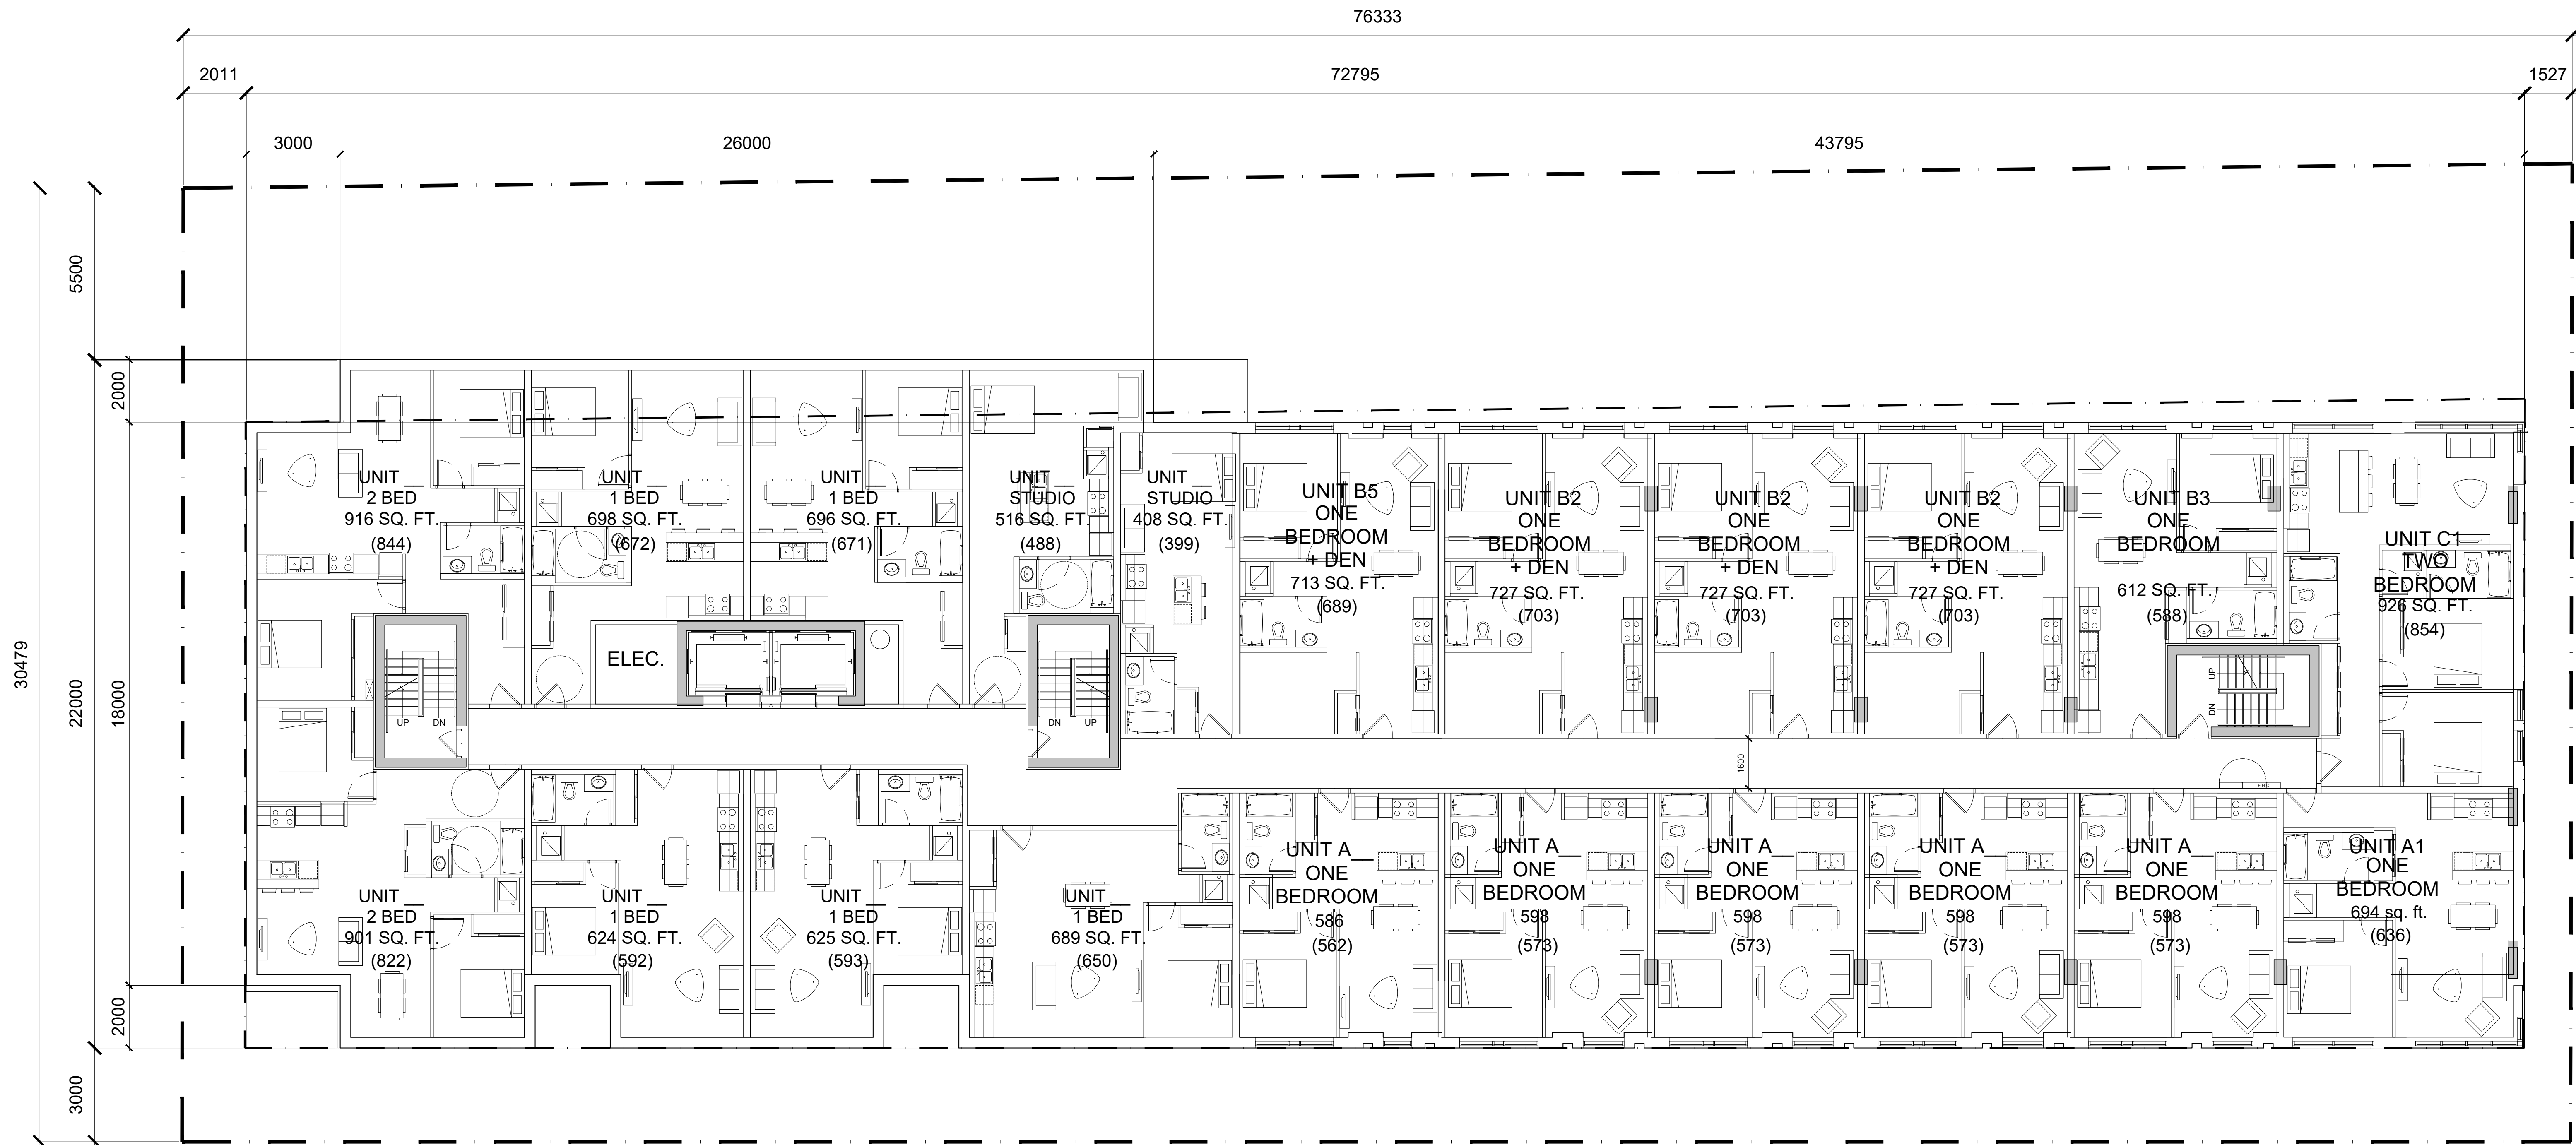 76333
2011
72795
1527
3000
26000
43795
30479
5500
22000
3000
2000
18000
2000
UNIT __
2 BED
916 SQ. FT.
(844)
UNIT __
1 BED
698 SQ. FT.
(672)
UNIT __
1 BED
696 SQ. FT.
(671)
UNIT __
STUDIO
516 SQ. FT.
(488)
UNIT __
STUDIO
408 SQ. FT.
(399)
UNIT B5
ONE
BEDROOM
+ DEN
713 SQ. FT.
(689)
UNIT B2
ONE
BEDROOM
+ DEN
727 SQ. FT.
(703)
UNIT B2
ONE
BEDROOM
+ DEN
727 SQ. FT.
(703)
UNIT B2
ONE
BEDROOM
+ DEN
727 SQ. FT.
(703)
UNIT B3
ONE
BEDROOM
612 SQ. FT.
(588)
UNIT C1
TWO
BEDROOM
926 SQ. FT.
(854)
ELEC.
UP
DN
DN
UP
UP
DN
1600
F.H.C.
UNIT __
2 BED
901 SQ. FT.
(822)
UNIT __
1 BED
624 SQ. FT.
(592)
UNIT __
1 BED
625 SQ. FT.
(593)
UNIT __
1 BED
689 SQ. FT.
(650)
UNIT A__
ONE
BEDROOM
586
(562)
UNIT A__
ONE
BEDROOM
598
(573)
UNIT A__
ONE
BEDROOM
598
(573)
UNIT A__
ONE
BEDROOM
598
(573)
UNIT A__
ONE
BEDROOM
598
(573)
UNIT A1
ONE
BEDROOM
694 sq. ft.
(636)